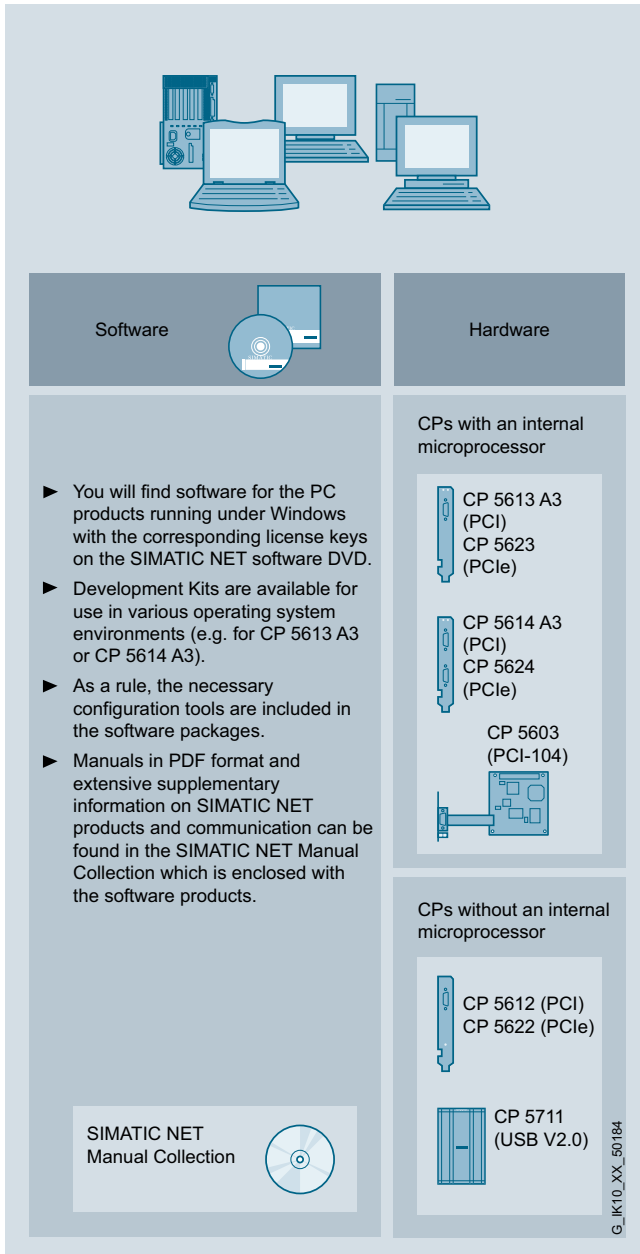 Software
Hardware
► You will find software for the PC
products running under Windows
with the corresponding license keys
on the SIMATIC NET software DVD.
► Development Kits are available for
use in various operating system
environments (e.g. for CP 5613 A3
or CP 5614 A3).
► As a rule, the necessary
configuration tools are included in
the software packages.
► Manuals in PDF format and
extensive supplementary
information on SIMATIC NET
products and communication can be
found in the SIMATIC NET Manual
Collection which is enclosed with
the software products.
SIMATIC NET
Manual Collection
CPs with an internal
microprocessor
CP 5613 A3
(PCI)
CP 5623
(PCIe)
CP 5614 A3
(PCI)
CP 5624
(PCIe)
CP 5603
(PCI-104)
CPs without an internal
microprocessor
CP 5612 (PCI)
CP 5622 (PCIe)
CP 5711
(USB V2.0)
G_IK10_XX_50184